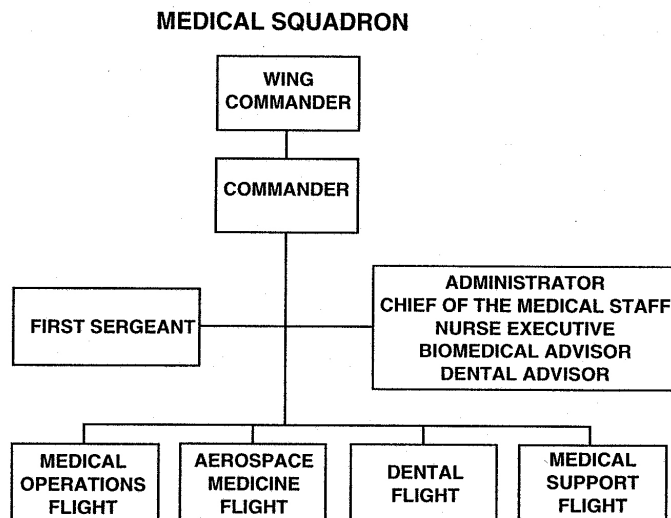 MEDICAL SQUADRON
WING
COMMANDER
COMMANDER
FIRST SERGEANT
ADMINISTRATOR
CHIEF OF THE MEDICAL STAFF
NURSE EXECUTIVE
BIOMEDICAL ADVISOR
DENTAL ADVISOR
MEDICAL
OPERATIONS
FLIGHT
AEROSPACE
MEDICINE
FLIGHT
DENTAL
FLIGHT
MEDICAL
SUPPORT
FLIGHT